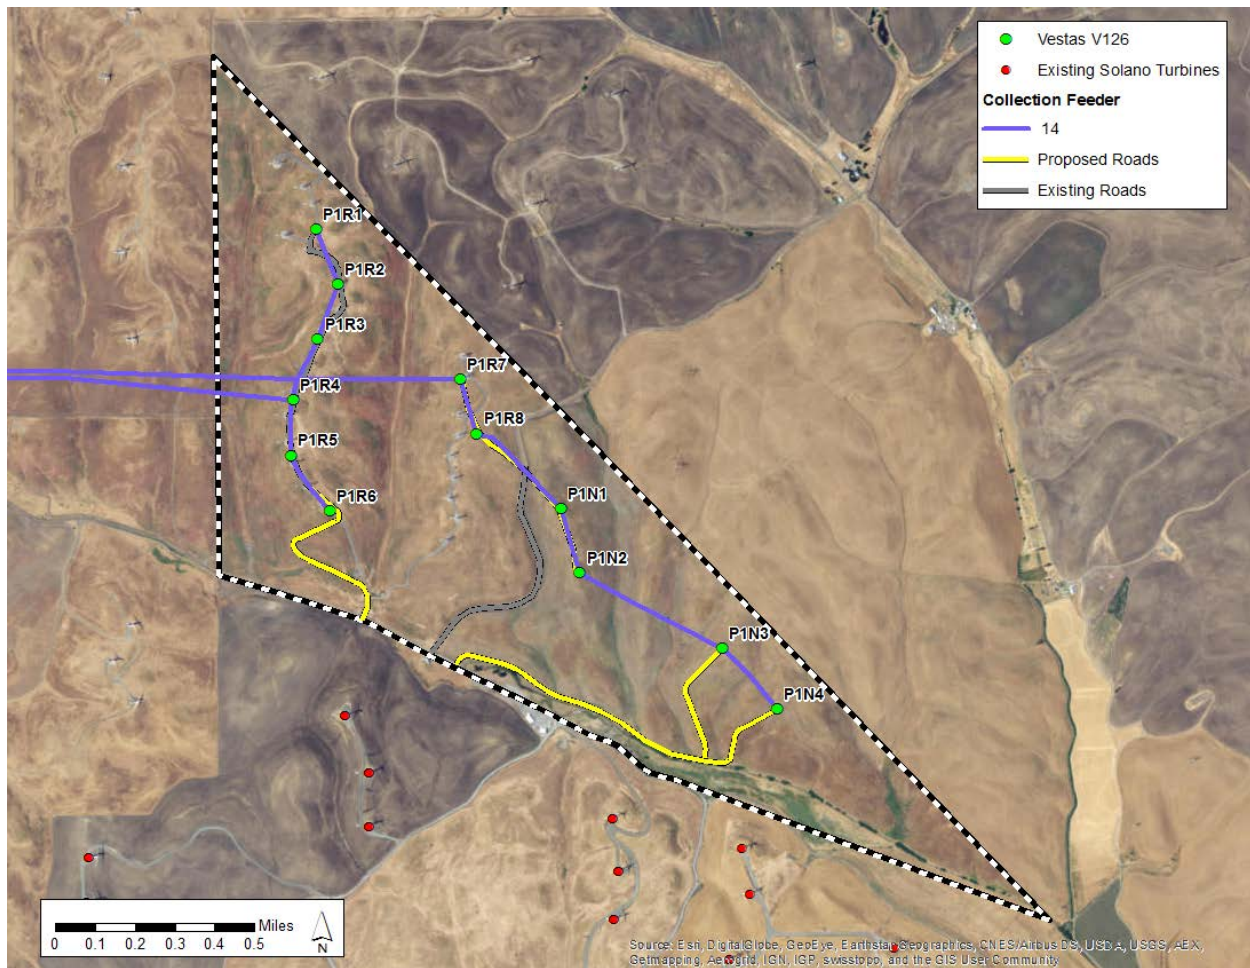 Vestas V126
Existing Solano Turbines
Collection Feeder
14
Proposed Roads
Existing Roads
P1R1
P1R2
P1R3
P1R7
P1R4
P1R8
P1R5
P1R6
P1N1
P1N2
P1N3
P1N4
Miles
0 0.1 0.2 0.3 0.4 0.5
N
Source: Esri, DigitalGlobe, GeoEye, Earthstar Geographics, CNES/Airbus DS, USDA, USGS, AEX,
Getmapping, Aerogrid, IGN, IGP, swisstopo, and the GIS User Community